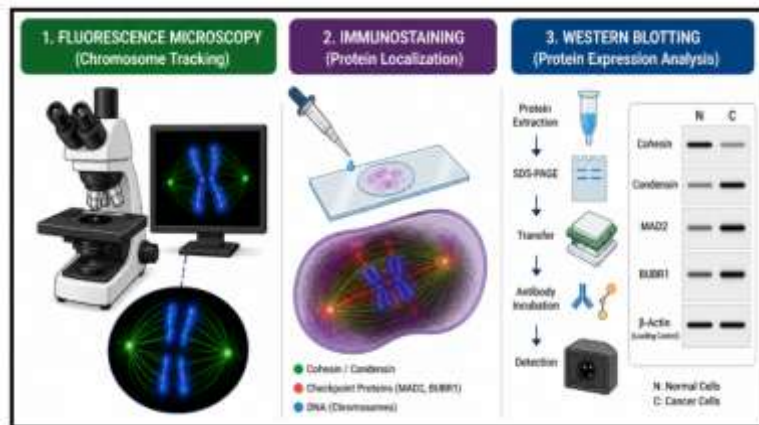 1. FLUORESCENCE MICROSCOPY
(Chromosome Tracking)
2. IMMUNOSTAINING
(Protein Localization)
Cohesin / Condensin
Checkpoint Proteins (MAD2, BUBR1)
DNA (Chromosomes)
3. WESTERN BLOTTING
(Protein Expression Analysis)
Protein
Extraction
SDS-PAGE
Transfer
Antibody
Incubation
Detection
N C
Cohesin
Condensin
MAD2
BUBR1
β-Actin
(Loading Control)
N: Normal Cells
C: Cancer Cells